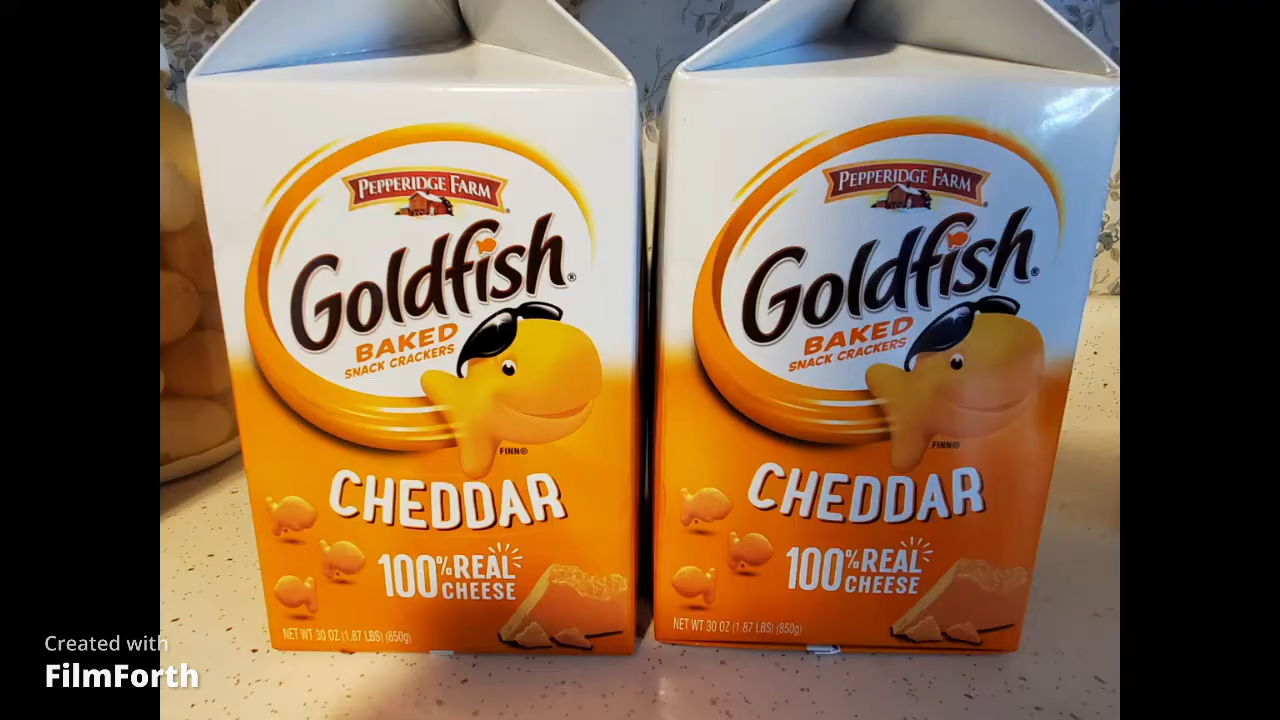 PEPPERIDGE FARM
Goldfish®
BAKED
SNACK CRACKERS
FINN®
CHEDDAR
100% REAL
CHEESE
NET WT 30 OZ (1.87 LBS) (850g)
PEPPERIDGE FARM
Goldfish®
BAKED
SNACK CRACKERS
FINN®
CHEDDAR
100% REAL
CHEESE
NET WT 30 OZ (1.87 LBS) (850g)
Created with
FilmForth